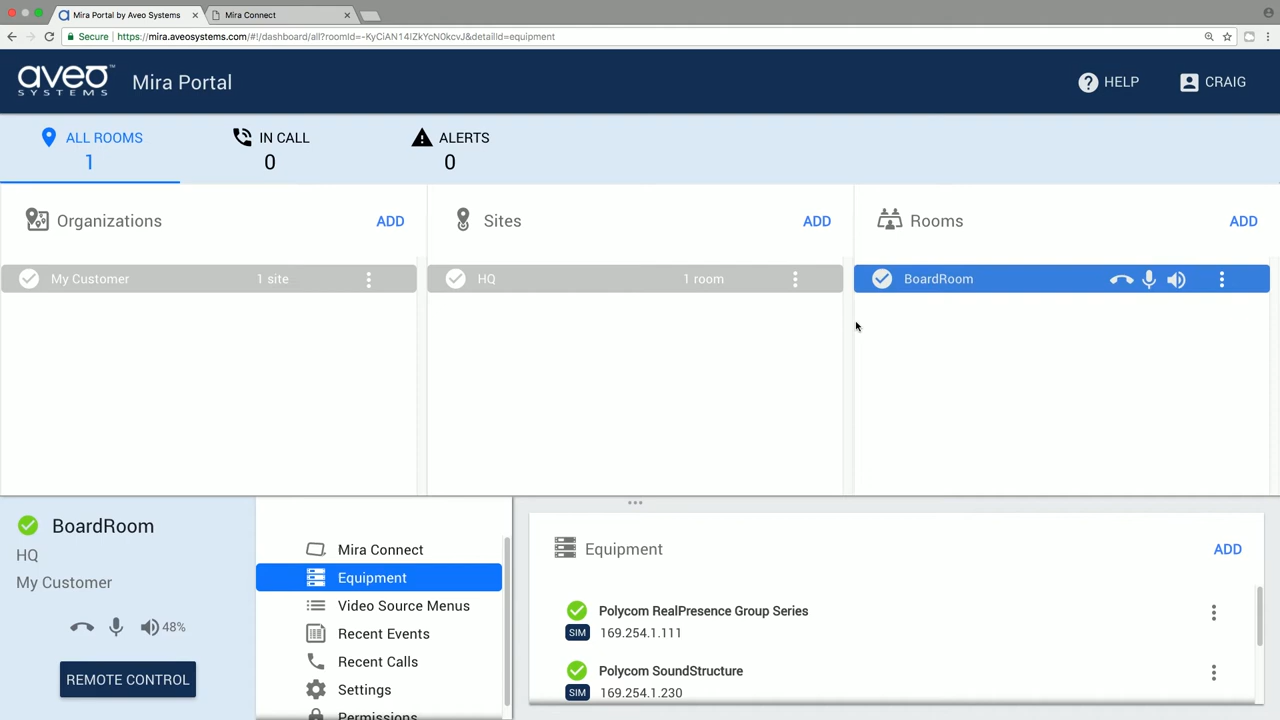 Mira Portal by Aveo Systems
Mira Connect
Secure
https://mira.aveosystems.com/#!/dashboard/all?roomId=-KyCiAN14lZkYcN0kcvJ&detailId=equipment
aveo SYSTEMS™
Mira Portal
HELP
CRAIG
ALL ROOMS
1
IN CALL
0
ALERTS
0
Organizations
ADD
Sites
ADD
Rooms
ADD
My Customer
1 site
HQ
1 room
BoardRoom
BoardRoom
HQ
My Customer
48%
REMOTE CONTROL
Mira Connect
Equipment
Video Source Menus
Recent Events
Recent Calls
Settings
Permissions
Equipment
ADD
Polycom RealPresence Group Series
SIM 169.254.1.111
Polycom SoundStructure
SIM 169.254.1.230